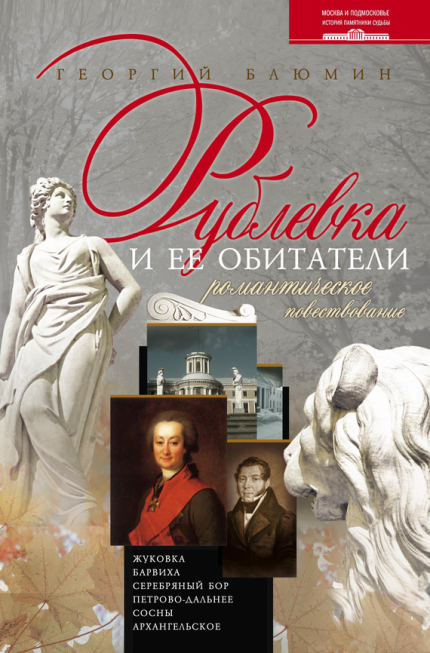 МОСКВА И ПОДМОСКОВЬЕ
ИСТОРИЯ ПАМЯТНИКИ СУДЬБЫ
ГЕОРГИЙ БЛЮМИН
Рублевка
И ЕЕ ОБИТАТЕЛИ
романтическое
повествование
ЖУКОВКА
БАРВИХА
СЕРЕБРЯНЫЙ БОР
ПЕТРОВО-ДАЛЬНЕЕ
СОСНЫ
АРХАНГЕЛЬСКОЕ